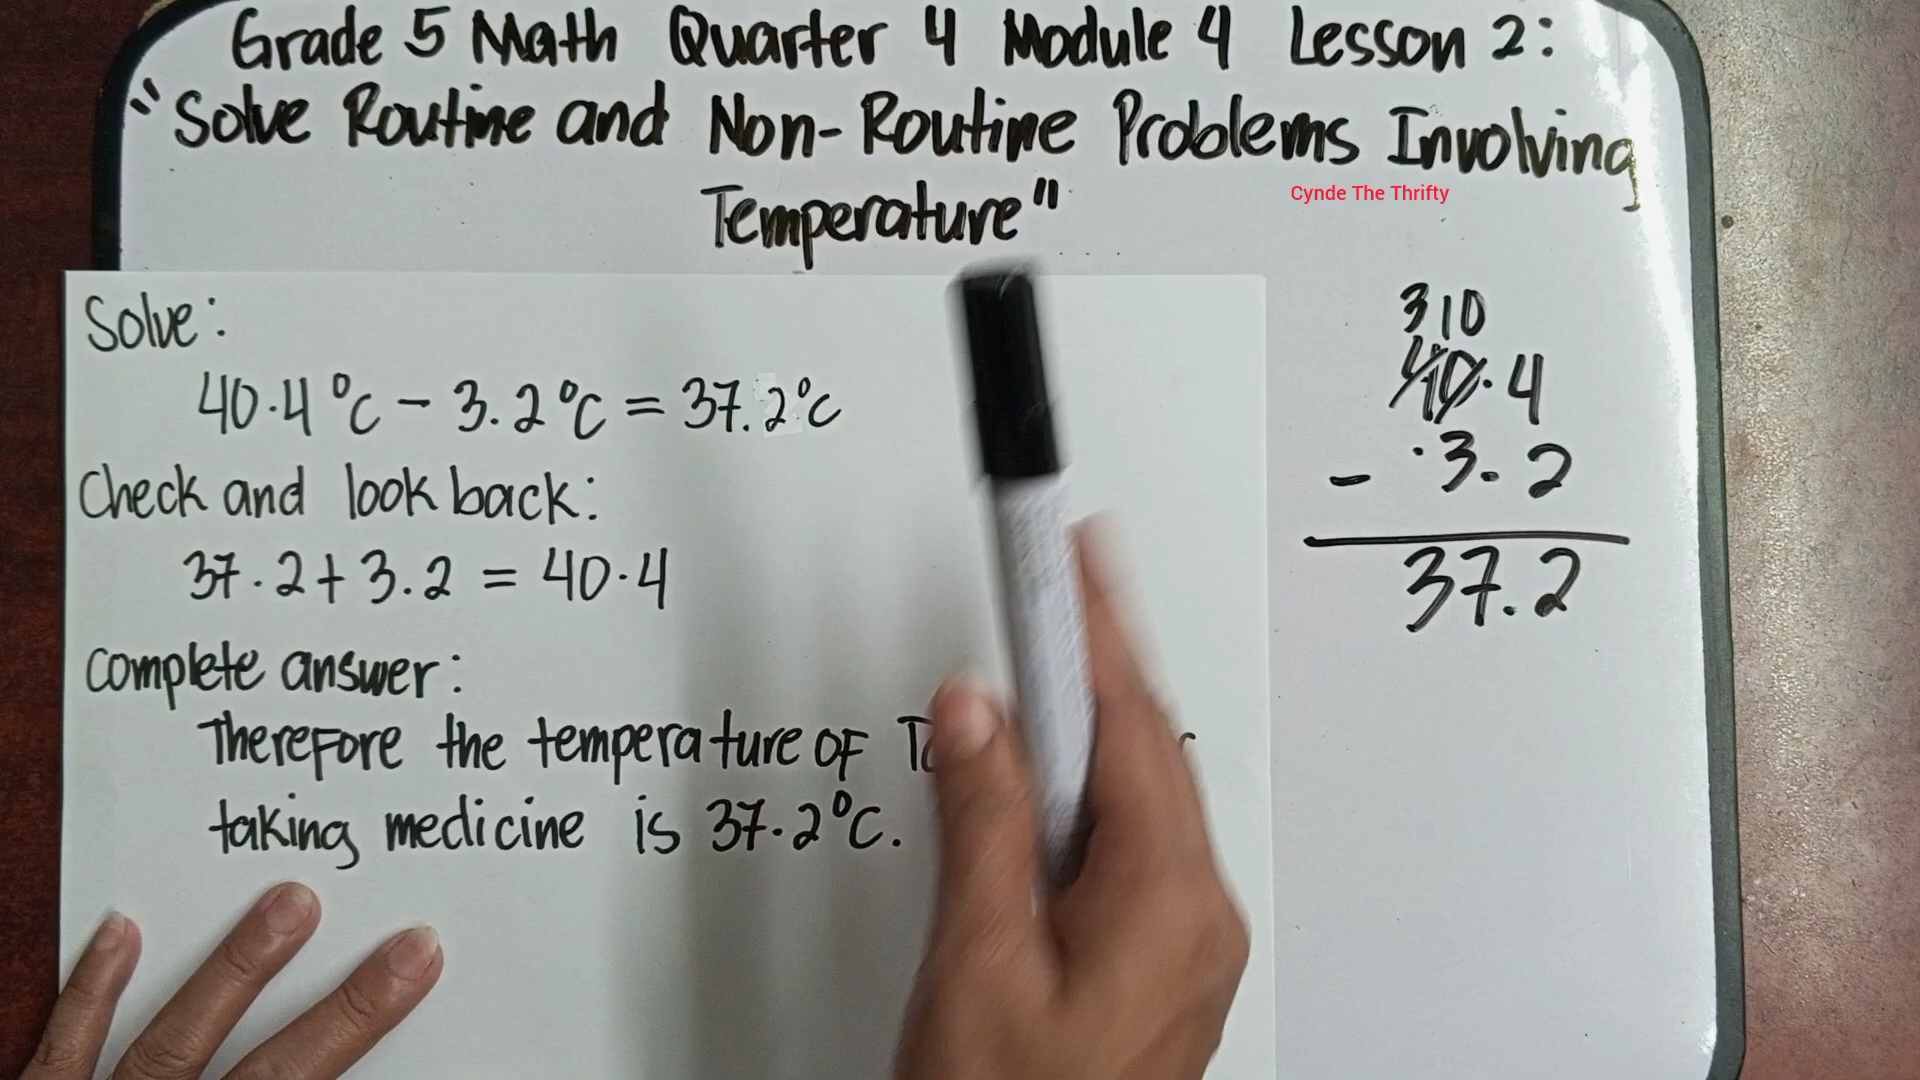 Grade 5 Math Quarter 4 Module 4 Lesson 2:
"Solve Routine and Non-Routine Problems Involving
Temperature"
Cynde The Thrifty
Solve:
40.4°C - 3.2°C = 37.2°C
Check and look back:
37.2 + 3.2 = 40.4
Complete answer:
Therefore the temperature of
taking medicine is 37.2°C.
3 10
40.4
- 3.2
37.2